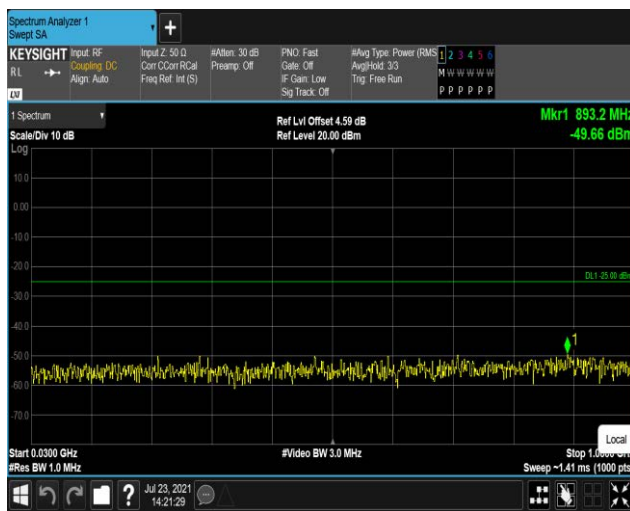 Spectrum Analyzer 1
Swept SA
+
KEYSIGHT
RL
LXI
Input: RF
Coupling: DC
Align: Auto
Input Z: 50 Ω
Corr CCorr RCal
Freq Ref: Int (S)
#Atten: 30 dB
Preamp: Off
PNO: Fast
Gate: Off
IF Gain: Low
Sig Track: Off
#Avg Type: Power (RMS
Avg|Hold: 3/3
Trig: Free Run
1 2 3 4 5 6
M W W W W W
P P P P P P
1 Spectrum
Scale/Div 10 dB
Ref Lvl Offset 4.59 dB
Ref Level 20.00 dBm
Mkr1 893.2 MHz
-49.66 dBm
Log
10.0
0.00
-10.0
-20.0
DL1 -25.00 dBm
-30.0
-40.0
1
-50.0
-60.0
-70.0
Local
Start 0.0300 GHz
#Video BW 3.0 MHz
Stop
#Res BW 1.0 MHz
Sweep ~1.41 ms (1000 pts
?
Jul 23, 2021
14:21:29